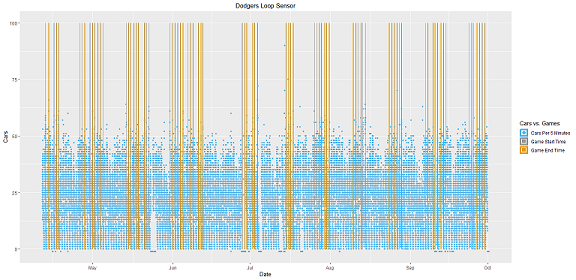 Dodgers Loop Sensor
100
75
50
25
0
Cars
May
Jun
Jul
Aug
Sep
Oct
Date
Cars vs. Games
Cars Per 5 Minutes
Game Start Time
Game End Time